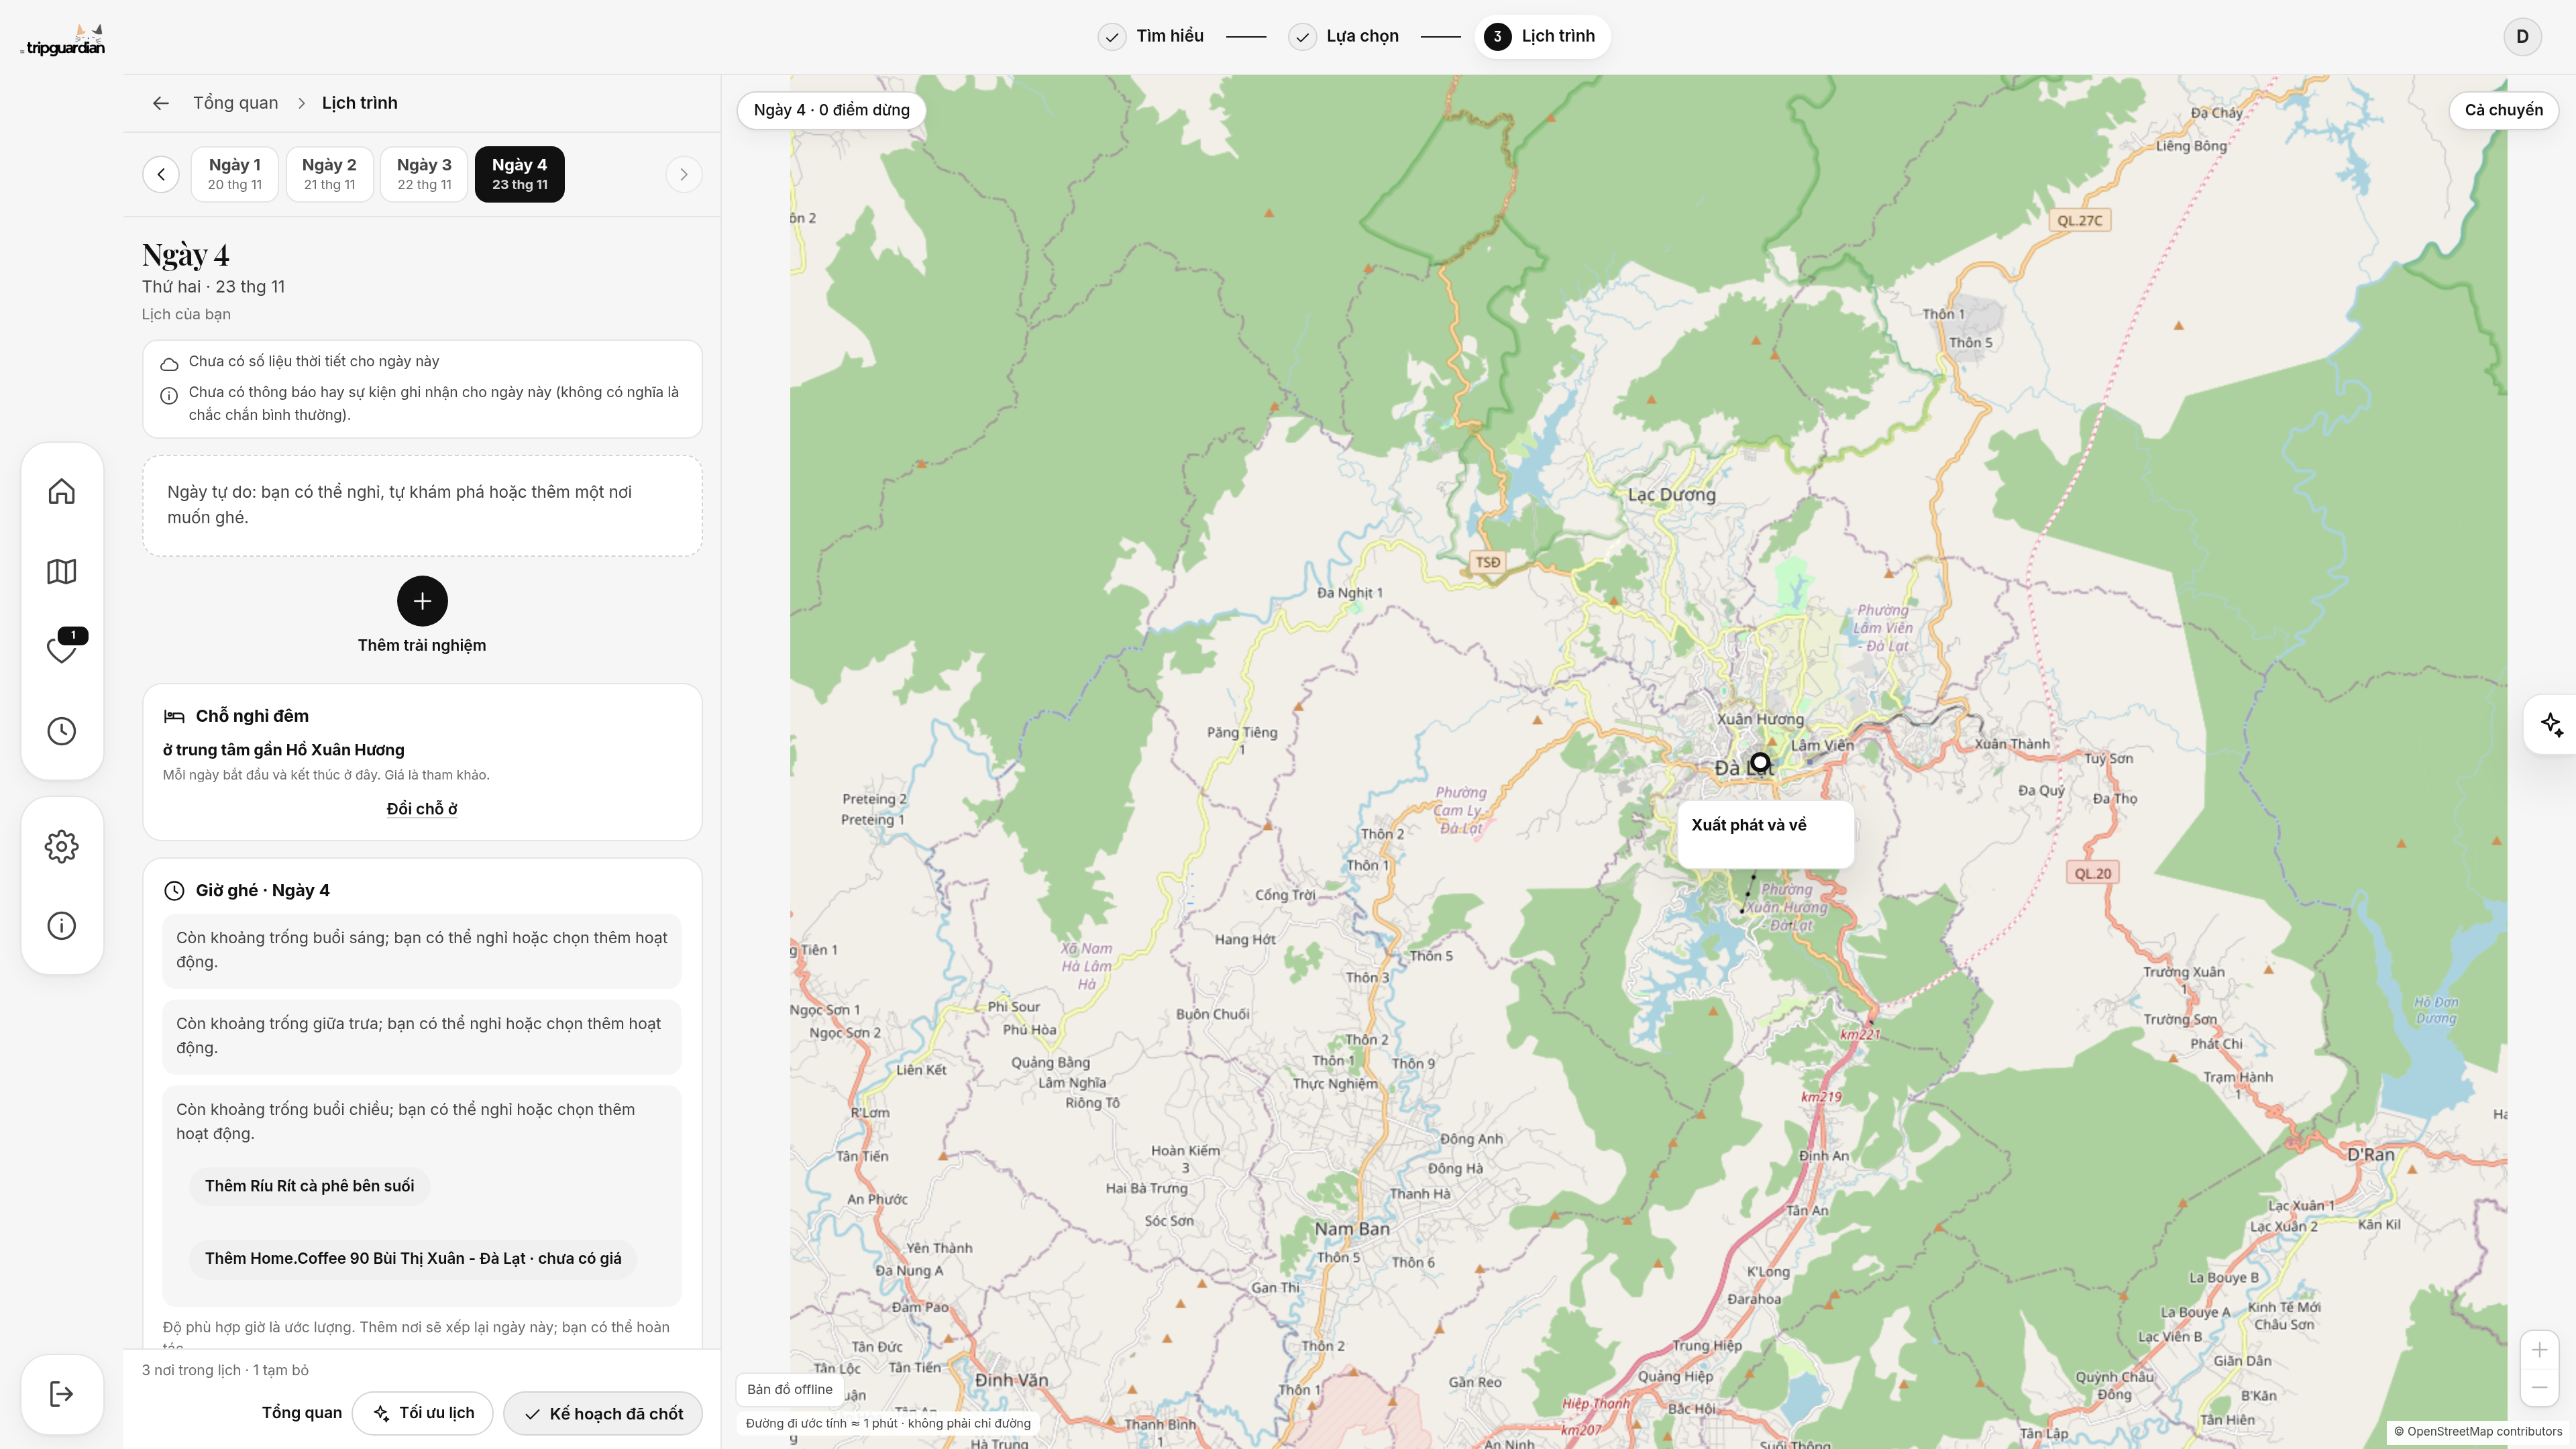 tripguardian
Tìm hiểu
Lựa chọn
3 Lịch trình
D
Tổng quan > Lịch trình
Ngày 1
20 thg 11
Ngày 2
21 thg 11
Ngày 3
22 thg 11
Ngày 4
23 thg 11
Ngày 4
Thứ hai · 23 thg 11
Lịch của bạn
Chưa có số liệu thời tiết cho ngày này
Chưa có thông báo hay sự kiện ghi nhận cho ngày này (không có nghĩa là
chắc chắn bình thường).
Ngày tự do: bạn có thể nghỉ, tự khám phá hoặc thêm một nơi
muốn ghé.
1
Thêm trải nghiệm
Chỗ nghỉ đêm
ở trung tâm gần Hồ Xuân Hương
Mỗi ngày bắt đầu và kết thúc ở đây. Giá là tham khảo.
Đổi chỗ ở
Giờ ghé · Ngày 4
Còn khoảng trống buổi sáng; bạn có thể nghỉ hoặc chọn thêm hoạt
động.
Còn khoảng trống giữa trưa; bạn có thể nghỉ hoặc chọn thêm hoạt
động.
Còn khoảng trống buổi chiều; bạn có thể nghỉ hoặc chọn thêm
hoạt động.
Thêm Ríu Rít cà phê bên suối
Thêm Home.Coffee 90 Bùi Thị Xuân - Đà Lạt · chưa có giá
Độ phù hợp giờ là ước lượng. Thêm nơi sẽ xếp lại ngày này; bạn có thể hoàn
3 nơi trong lịch · 1 tạm bỏ
Tổng quan
Tối ưu lịch
Kế hoạch đã chốt
Ngày 4 · 0 điểm dừng
Cả chuyến
Đa Cháy
Liêng Bông
QL.27C
Thôn 1
Thôn 5
Lạc Dương
TSĐ
Đa Nghịt 1
Phường
Lâm Viên
- Đà Lạt
Păng Tiêng
1
Xuân Hương
Lâm Viên
Xuân Thành
Tuý Sơn
Đà Lạt
Đa Quý
Đa Thọ
Preteing 2
Preteing 1
Phường
Cam Ly -
Đà Lạt
Xuất phát và về
Thôn 2
Thôn 1
QL.20
Cổng Trời
Phường
Xuân Hương
- Đà Lạt
Hang Hớt
Thôn 5
Xã Nam
Hà Lâm
Hà
Thôn 3
Trường Xuân
1
Ngọc Sơn 1
Ngọc Sơn 2
Phi Sour
Phú Hòa
Buôn Chuối
Hồ Đơn
Dương
Trường Sơn
km221
Thôn 2
Phát Chi
Quảng Bằng
Thôn 1
Thôn 9
Liên Kết
Lâm Nghĩa
Thực Nghiệm
Trạm Hành
1
Riông Tô
km219
R'Lơm
Đông Anh
Hoàn Kiếm
3
Tân Tiến
Định An
D'Ran
Đông Hà
Hai Bà Trưng
Thanh Hà
An Phước
Tân An
Lạc Xuân 1
Lạc Xuân 2
Kăn Kil
Sóc Sơn
Nam Ban
Yên Thành
Thôn 5
Thôn 6
Đa Nung A
K'Long
La Bouye B
Gan Thi
Đarahoa
Đam Pao
La Bouye A
Kinh Tế Mới
Châu Sơn
Lạc Viên B
Tân Đức
Thôn 2
Trung Hiệp
Giãn Dân
Tân Lộc
Tân Tiến
Đinh Văn
Gần Reo
Quảng Hiệp
Quỳnh Châu
Đông
B'Kăn
Thôn 1
Hiệp Thạnh
Bắc Hội
Tân Hiên
Thanh Bình
1
km207
Tân Lập
Hà Trung
An Ninh
Bản đồ offline
Đường đi ước tính ≈ 1 phút · không phải chỉ đường
© OpenStreetMap contributors